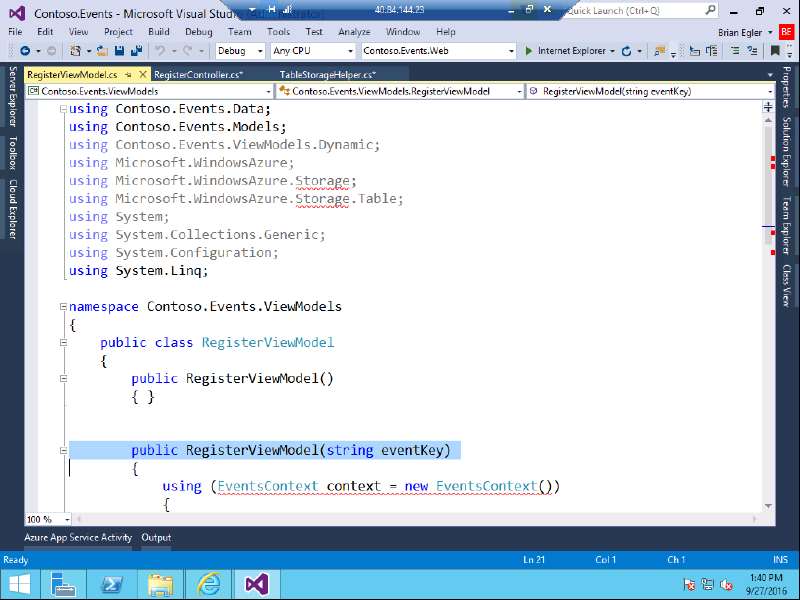 Contoso.Events - Microsoft Visual Stud
40.84.144.23
Quick Launch (Ctrl+Q)
File Edit View Project Build Debug Team Tools Test Analyze Window Help
Brian Egler BE
Debug Any CPU Contoso.Events.Web Internet Explorer
RegisterViewModel.cs RegisterController.cs* TableStorageHelper.cs*
Contoso.Events.ViewModels Contoso.Events.ViewModels.RegisterViewModel RegisterViewModel(string eventKey)
Server Explorer
Toolbox
Cloud Explorer
using Contoso.Events.Data;
using Contoso.Events.Models;
using Contoso.Events.ViewModels.Dynamic;
using Microsoft.WindowsAzure;
using Microsoft.WindowsAzure.Storage;
using Microsoft.WindowsAzure.Storage.Table;
using System;
using System.Collections.Generic;
using System.Configuration;
using System.Linq;
namespace Contoso.Events.ViewModels
{
public class RegisterViewModel
{
public RegisterViewModel()
{ }
public RegisterViewModel(string eventKey)
{
using (EventsContext context = new EventsContext())
{
Properties
Solution Explorer
Team Explorer
Class View
100 %
Azure App Service Activity Output
Ready Ln 21 Col 1 Ch 1 INS
1:40 PM
9/27/2016